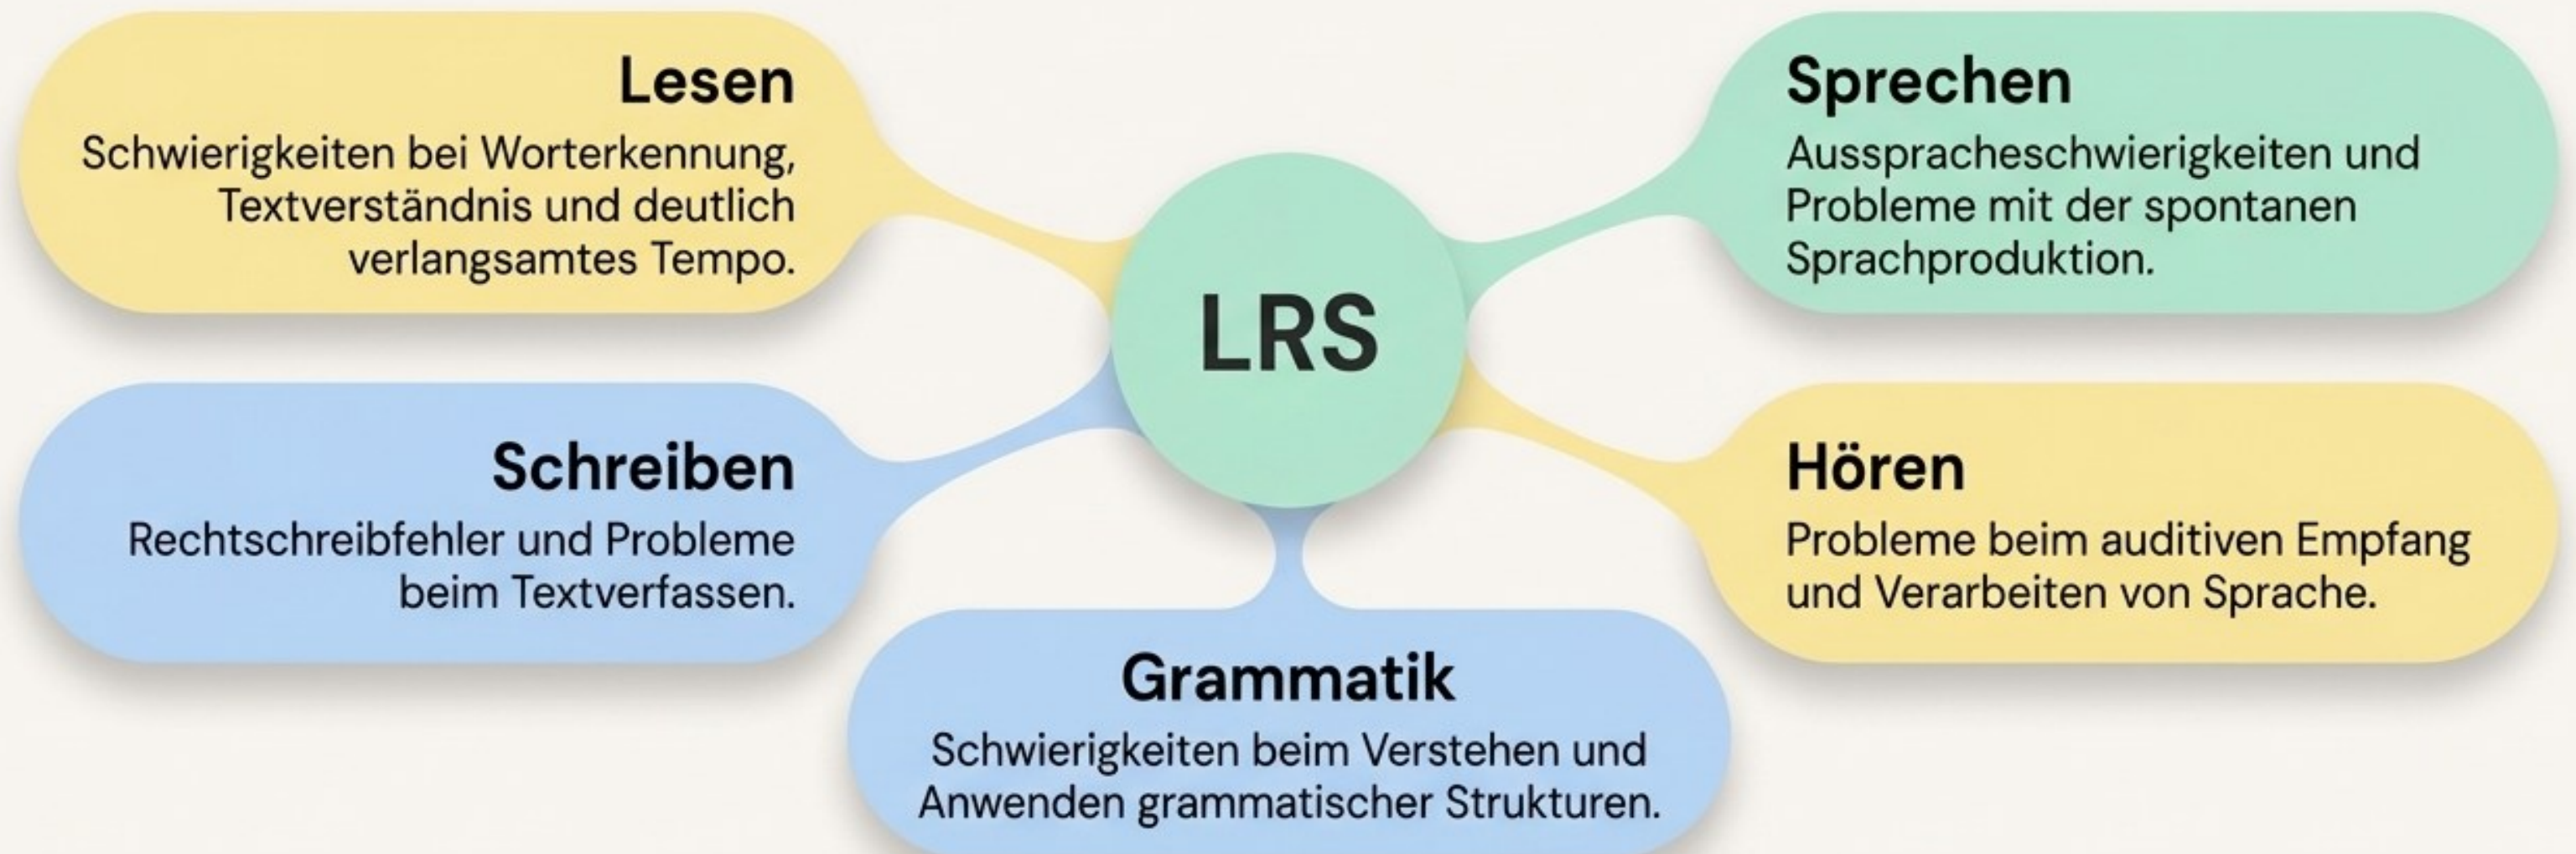 Lesen
Schwierigkeiten bei Worterkennung,
Textverständnis und deutlich
verlangsamtes Tempo.
Schreiben
Rechtschreibfehler und Probleme
beim Textverfassen.
LRS
Sprechen
Ausspracheschwierigkeiten und
Probleme mit der spontanen
Sprachproduktion.
Hören
Probleme beim auditiven Empfang
und Verarbeiten von Sprache.
Grammatik
Schwierigkeiten beim Verstehen und
Anwenden grammatischer Strukturen.